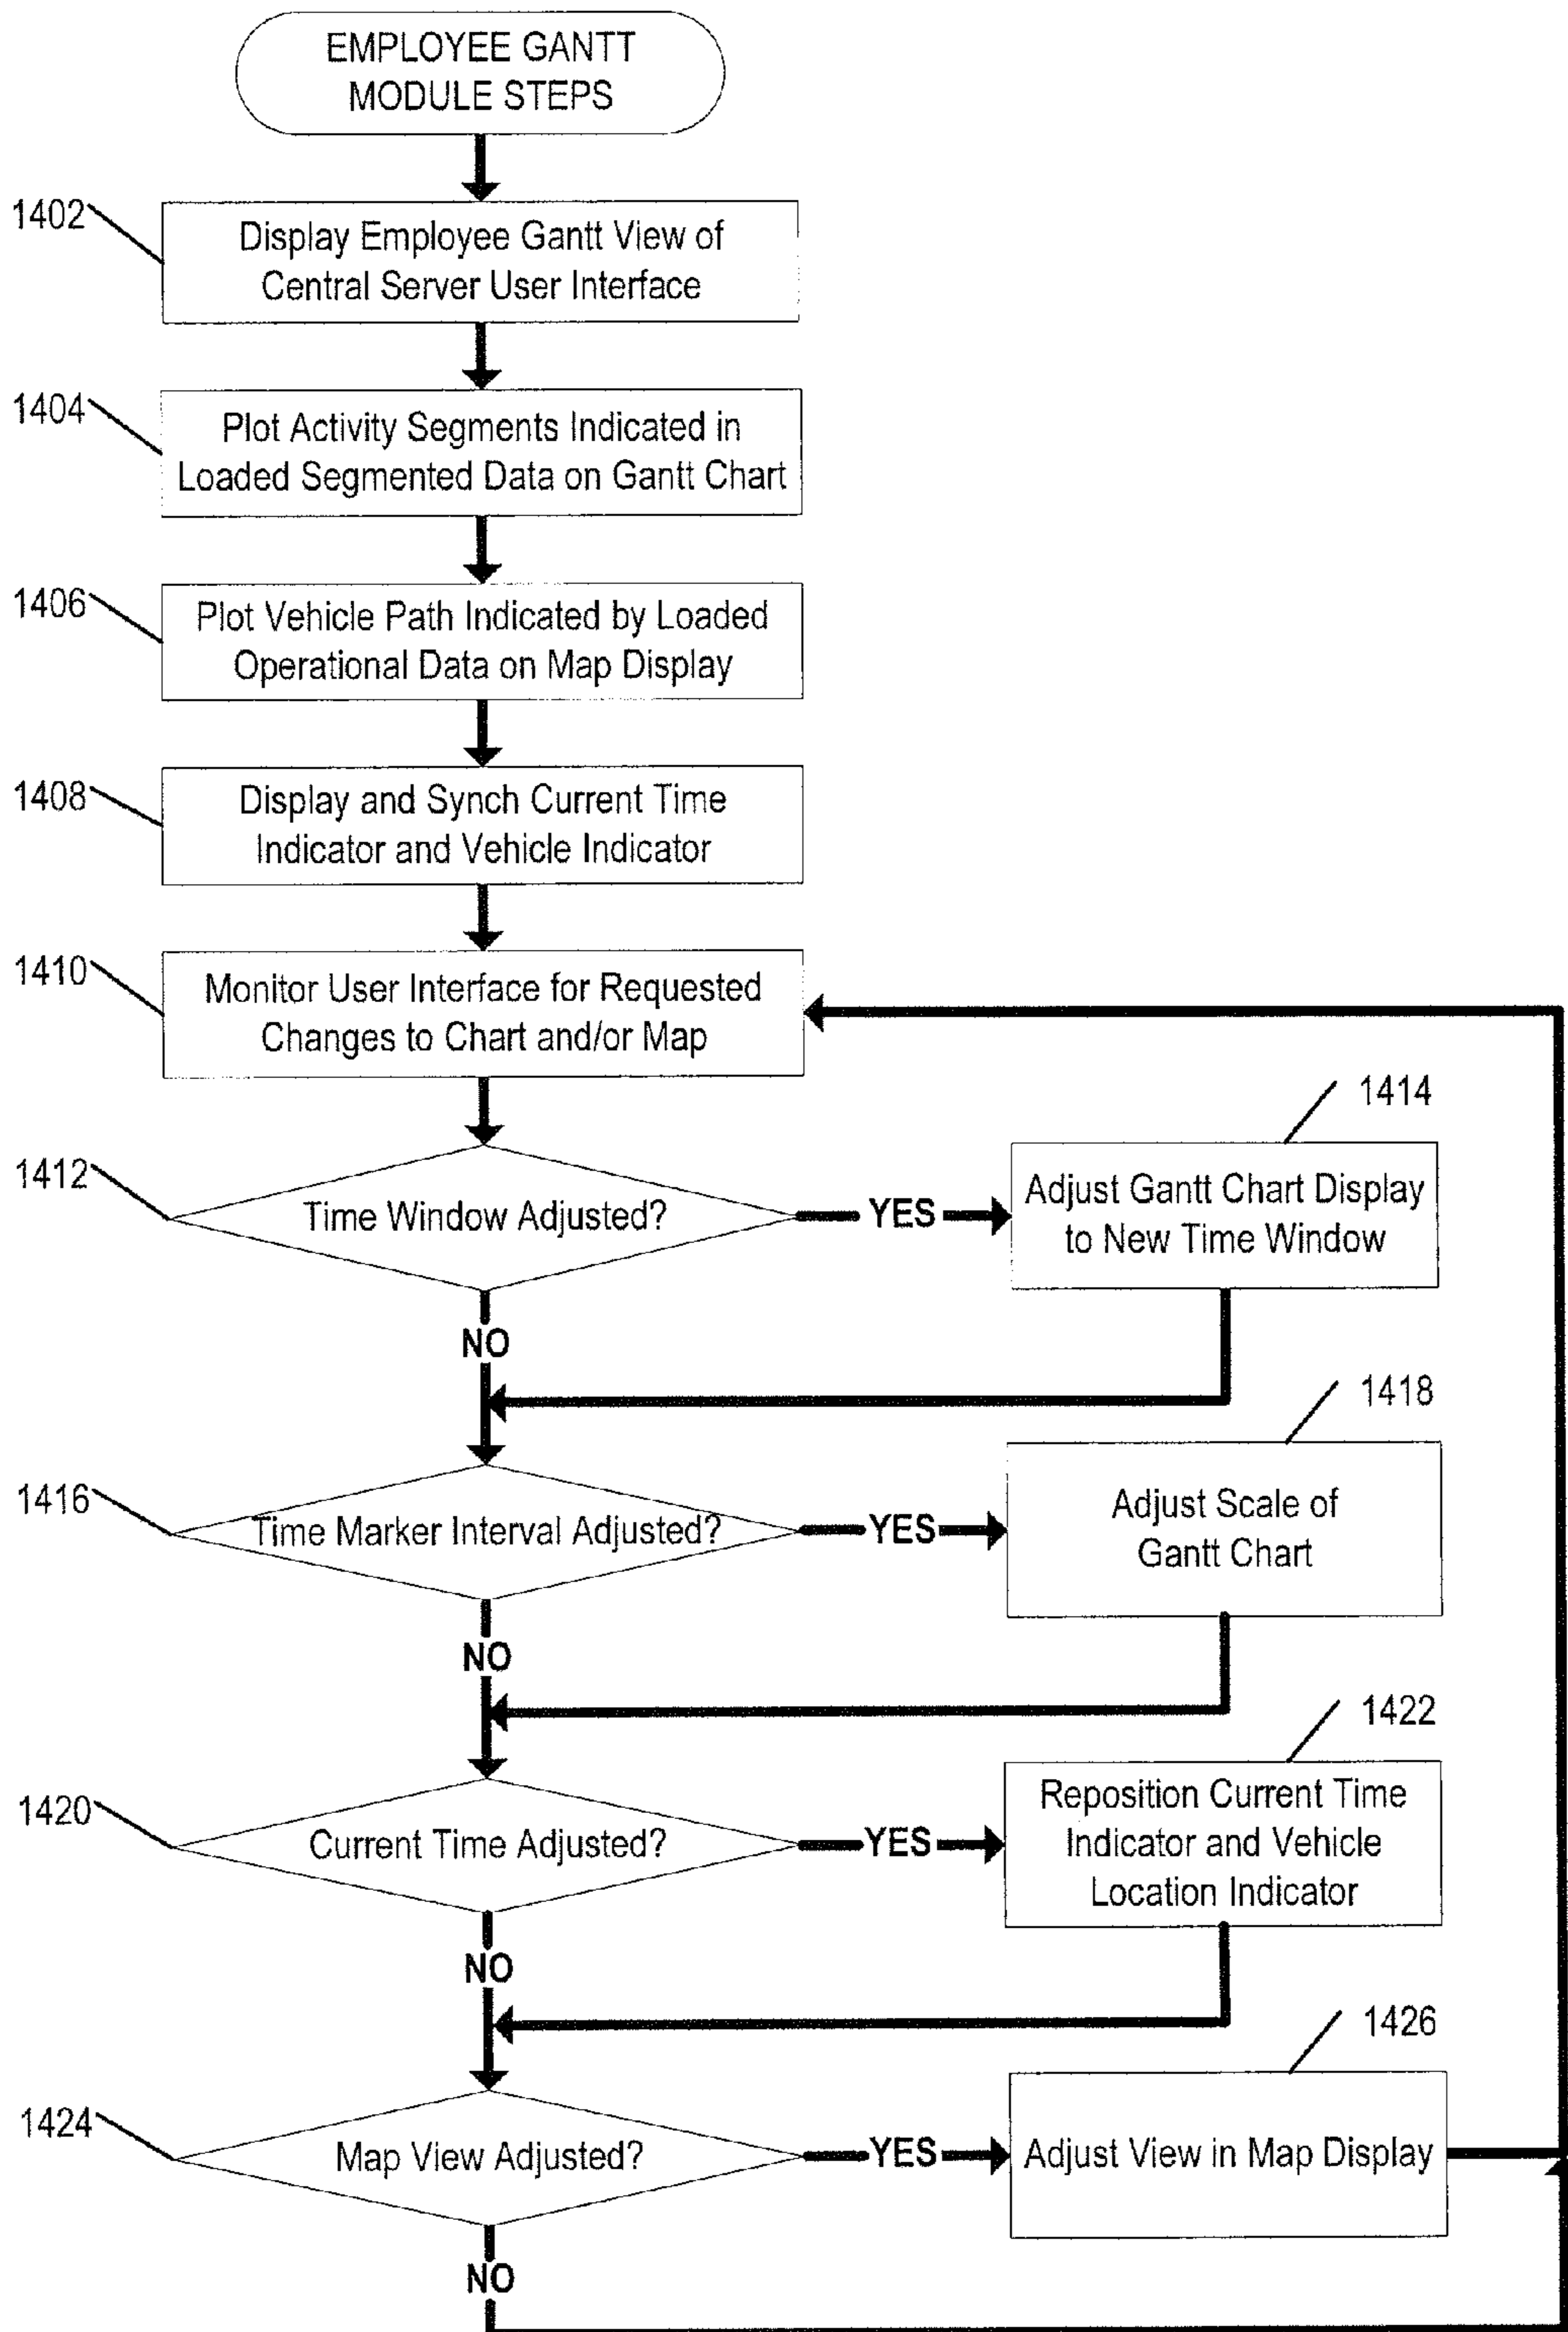 EMPLOYEE GANTT
MODULE STEPS
1402
Display Employee Gantt View of
Central Server User Interface
1404
Plot Activity Segments Indicated in
Loaded Segmented Data on Gantt Chart
1406
Plot Vehicle Path Indicated by Loaded
Operational Data on Map Display
1408
Display and Synch Current Time
Indicator and Vehicle Indicator
1410
Monitor User Interface for Requested
Changes to Chart and/or Map
1412
Time Window Adjusted?
YES
1414
Adjust Gantt Chart Display
to New Time Window
NO
1416
Time Marker Interval Adjusted?
YES
1418
Adjust Scale of
Gantt Chart
NO
1420
Current Time Adjusted?
YES
1422
Reposition Current Time
Indicator and Vehicle
Location Indicator
NO
1424
Map View Adjusted?
YES
1426
Adjust View in Map Display
NO